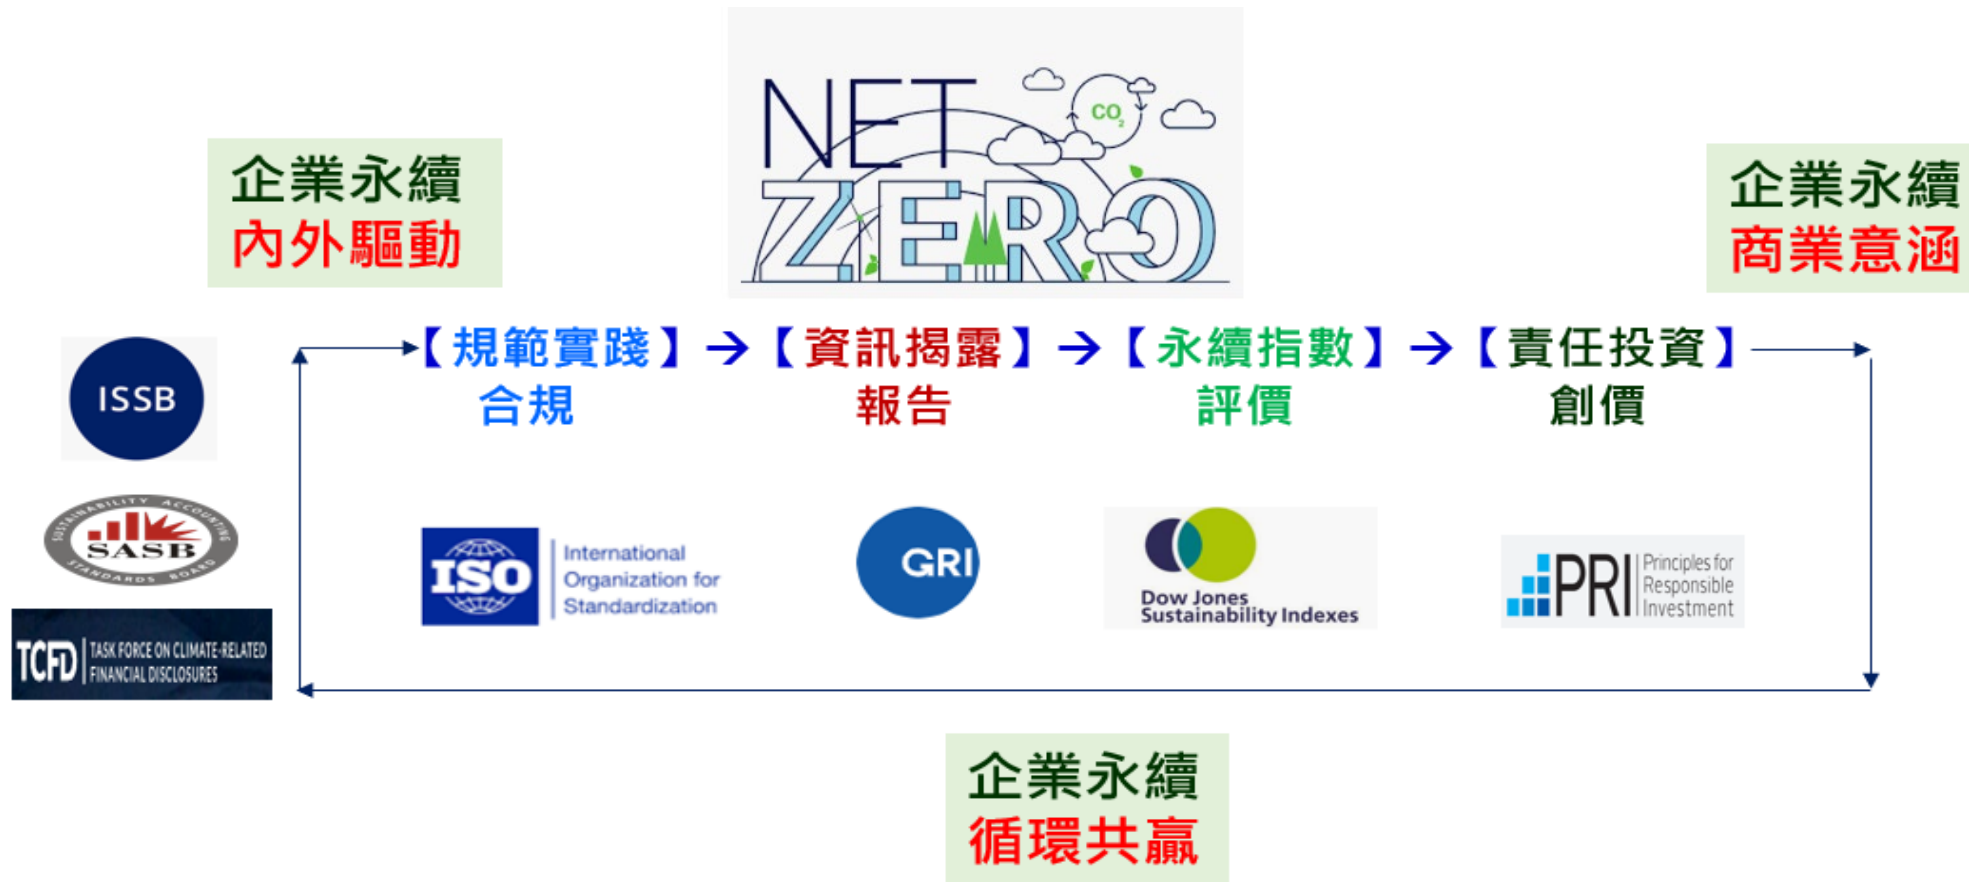 NET
CO2
ZERO
企業永續
內外驅動
企業永續
商業意涵
【規範實踐】→【資訊揭露】→【永續指數】→【責任投資】
合規
報告
評價
創價
ISSB
SUSTAINABILITY ACCOUNTING
SASB
STANDARDS BOARD
TCFD
TASK FORCE ON CLIMATE-RELATED
FINANCIAL DISCLOSURES
ISO
International
Organization for
Standardization
GRI
Dow Jones
Sustainability Indexes
PRI
Principles for
Responsible
Investment
企業永續
循環共贏